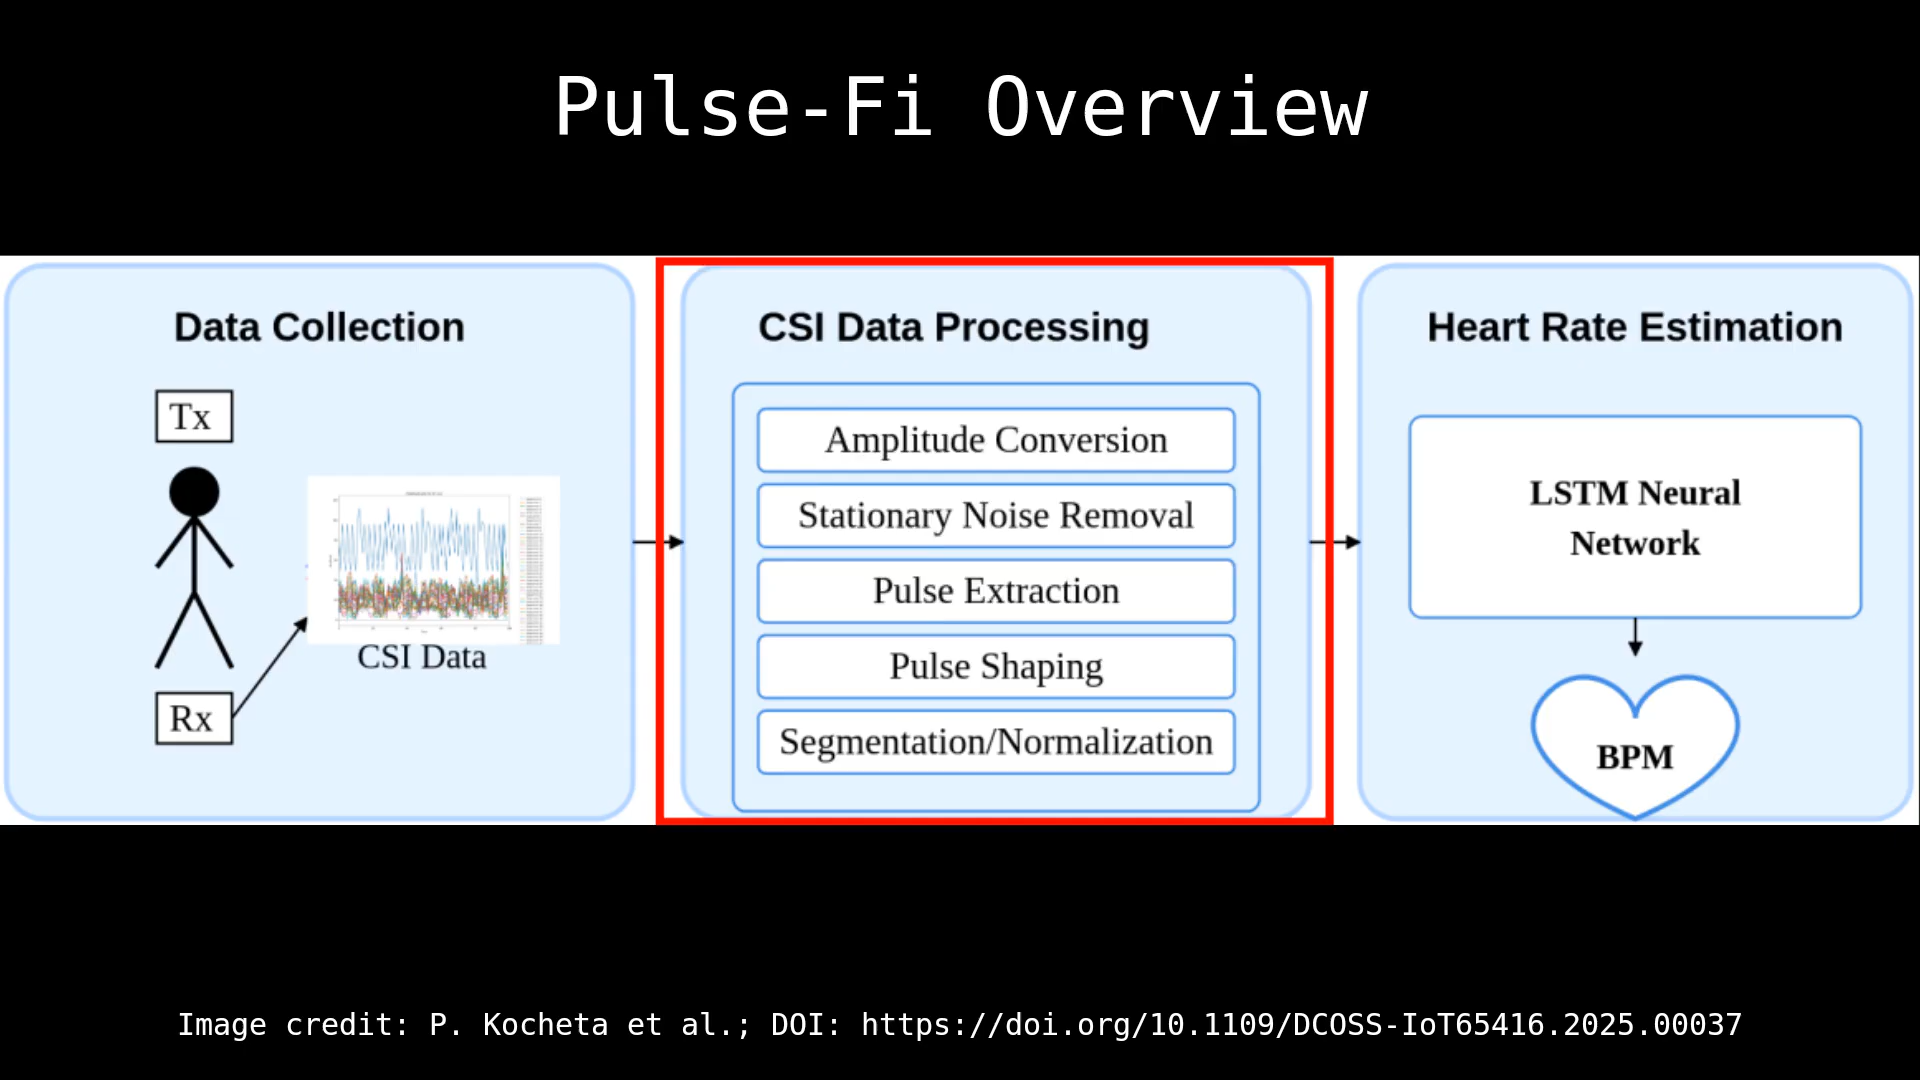 Pulse-Fi Overview
Data Collection
Tx
CSI Data
Rx
CSI Data Processing
Amplitude Conversion
Stationary Noise Removal
Pulse Extraction
Pulse Shaping
Segmentation/Normalization
Heart Rate Estimation
LSTM Neural
Network
BPM
Image credit: P. Kocheta et al.; DOI: https://doi.org/10.1109/DCOSS-IoT65416.2025.00037